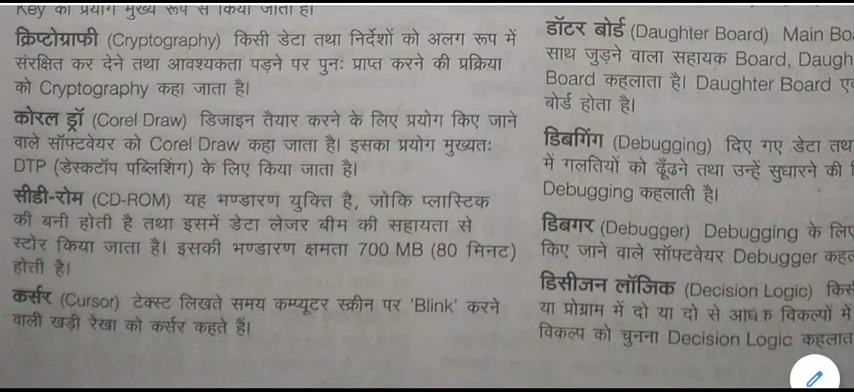 Key का प्रयोग मुख्य रूप से किया जाता है।
क्रिप्टोग्राफी (Cryptography) किसी डेटा तथा निर्देशों को अलग रूप में
संरक्षित कर देने तथा आवश्यकता पड़ने पर पुनः प्राप्त करने की प्रक्रिया
को Cryptography कहा जाता है।
कोरल ड्रॉ (Corel Draw) डिजाइन तैयार करने के लिए प्रयोग किए जाने
वाले सॉफ्टवेयर को Corel Draw कहा जाता है। इसका प्रयोग मुख्यतः
DTP (डेस्कटॉप पब्लिशिंग) के लिए किया जाता है।
सीडी-रोम (CD-ROM) यह भण्डारण युक्ति है, जोकि प्लास्टिक
की बनी होती है तथा इसमें डेटा लेजर बीम की सहायता से
स्टोर किया जाता है। इसकी भण्डारण क्षमता 700 MB (80 मिनट)
होती है।
कर्सर (Cursor) टेक्स्ट लिखते समय कम्प्यूटर स्क्रीन पर 'Blink' करने
वाली खड़ी रेखा को कर्सर कहते हैं।
डॉटर बोर्ड (Daughter Board) Main
साथ जुड़ने वाला सहायक Board,
Board कहलाता है। Daughter Board
बोर्ड होता है।
डिबगिंग (Debugging) दिए गए डेटा
में गलतियों को ढूँढने तथा उन्हें सुधारने की
Debugging कहलाती है।
डिबगर (Debugger) Debugging के
किए जाने वाले सॉफ्टवेयर Debugger
डिसीजन लॉजिक (Decision Logic)
या प्रोग्राम में दो या दो से अधिक विकल्पों में
विकल्प को चुनना Decision Logic